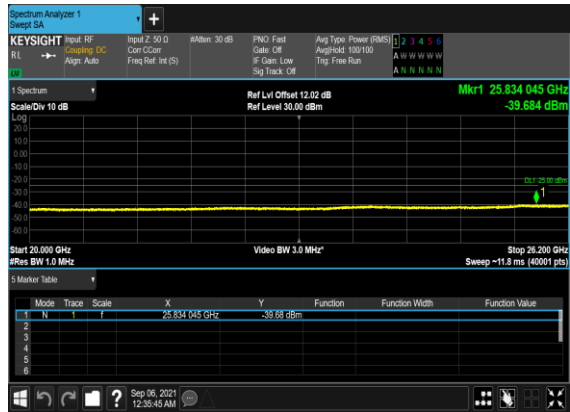 Spectrum Analyzer 1
Swept SA
+
KEYSIGHT Input: RF Input Z: 50 Ω #Atten: 30 dB PNO: Fast Avg Type: Power (RMS) 1 2 3 4 5 6
RL Coupling: DC Corr CCorr Gate: Off Avg|Hold: 100/100 A W W W W W
Align: Auto Freq Ref: Int (S) IF Gain: Low Trig: Free Run
LU Sig Track: Off A N N N N N
1 Spectrum Ref Lvl Offset 12.02 dB Mkr1 25.834 045 GHz
Scale/Div 10 dB Ref Level 30.00 dBm -39.684 dBm
Log
20.0
10.0
0.00
-10.0
-20.0
DL1 -25.00 dBm
-30.0
1
-40.0
-50.0
-60.0
Start 20.000 GHz Video BW 3.0 MHz* Stop 26.200 GHz
#Res BW 1.0 MHz Sweep ~11.8 ms (40001 pts)
5 Marker Table
Mode Trace Scale X Y Function Function Width Function Value
1 N 1 f 25.834 045 GHz -39.68 dBm
2
3
4
5
6
? Sep 06, 2021
12:35:45 AM